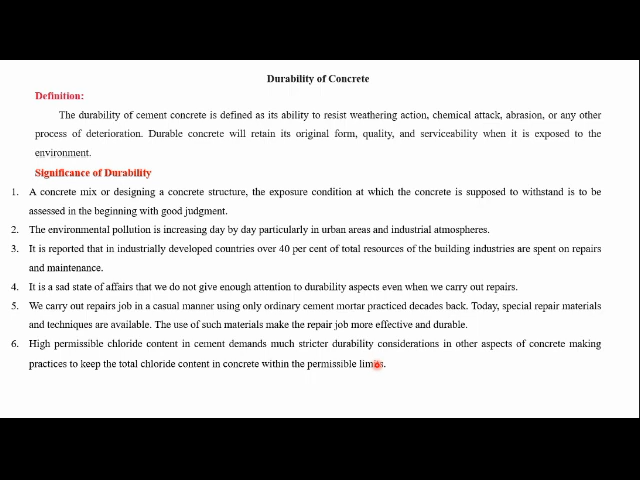 Durability of Concrete
Definition:
The durability of cement concrete is defined as its ability to resist weathering action, chemical attack, abrasion, or any other
process of deterioration. Durable concrete will retain its original form, quality, and serviceability when it is exposed to the
environment.
Significance of Durability
1. A concrete mix or designing a concrete structure, the exposure condition at which the concrete is supposed to withstand is to be
assessed in the beginning with good judgment.
2. The environmental pollution is increasing day by day particularly in urban areas and industrial atmospheres.
3. It is reported that in industrially developed countries over 40 per cent of total resources of the building industries are spent on repairs
and maintenance.
4. It is a sad state of affairs that we do not give enough attention to durability aspects even when we carry out repairs.
5. We carry out repairs job in a casual manner using only ordinary cement mortar practiced decades back. Today, special repair materials
and techniques are available. The use of such materials make the repair job more effective and durable.
6. High permissible chloride content in cement demands much stricter durability considerations in other aspects of concrete making
practices to keep the total chloride content in concrete within the permissible limits.